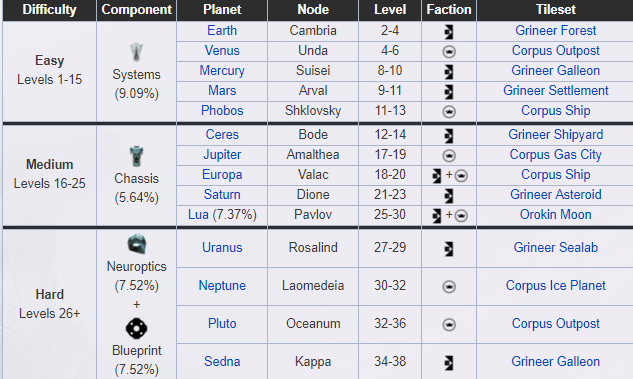 Difficulty Component Planet Node Level Faction Tileset
Easy
Levels 1-15
Systems
(9.09%)
Earth Cambria 2-4 Grineer Forest
Venus Unda 4-6 Corpus Outpost
Mercury Suisei 8-10 Grineer Galleon
Mars Arval 9-11 Grineer Settlement
Phobos Shklovsky 11-13 Corpus Ship
Medium
Levels 16-25
Chassis
(5.64%)
Ceres Bode 12-14 Grineer Shipyard
Jupiter Amalthea 17-19 Corpus Gas City
Europa Valac 18-20 + Corpus Ship
Saturn Dione 21-23 Grineer Asteroid
Lua (7.37%) Pavlov 25-30 + Orokin Moon
Hard
Levels 26+
Neuroptics
(7.52%)
+
Blueprint
(7.52%)
Uranus Rosalind 27-29 Grineer Sealab
Neptune Laomedeia 30-32 Corpus Ice Planet
Pluto Oceanum 32-36 Corpus Outpost
Sedna Kappa 34-38 Grineer Galleon